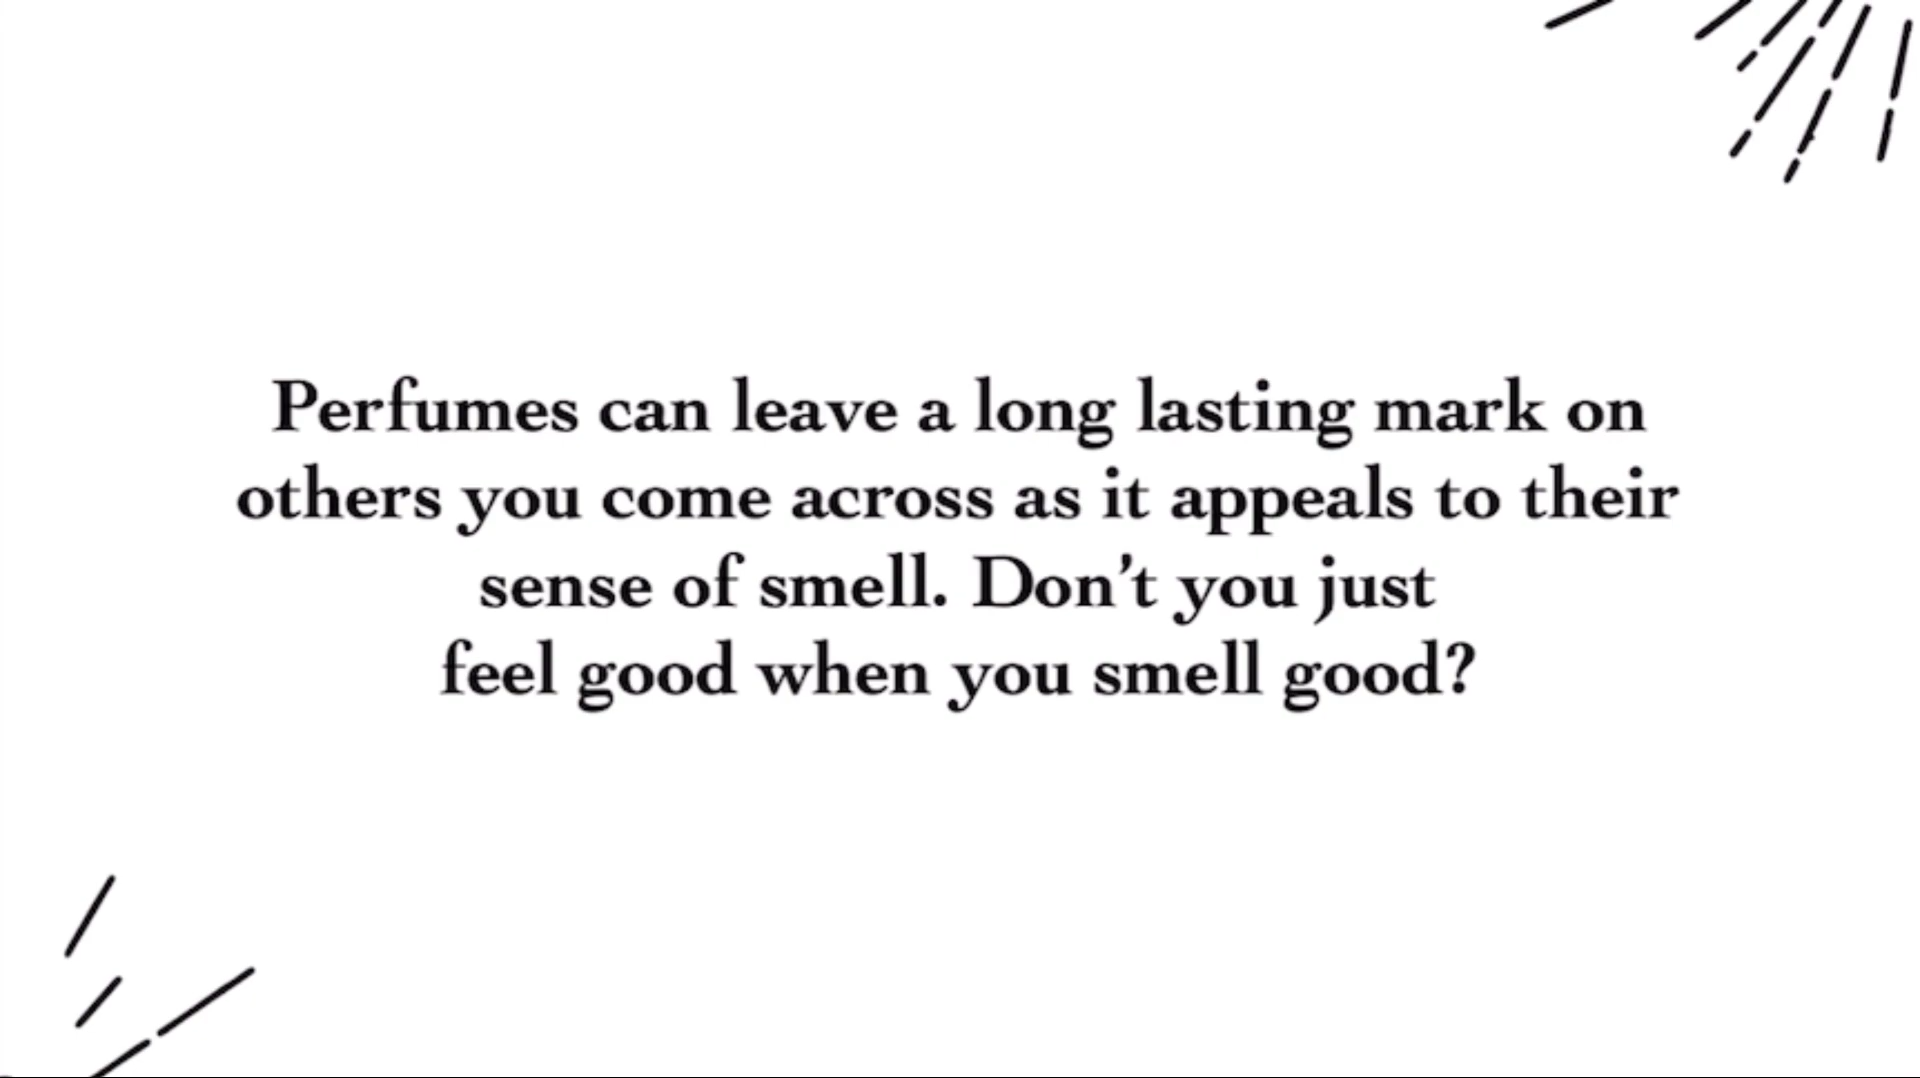 Perfumes can leave a long lasting mark on
others you come across as it appeals to their
sense of smell. Don’t you just
feel good when you smell good?